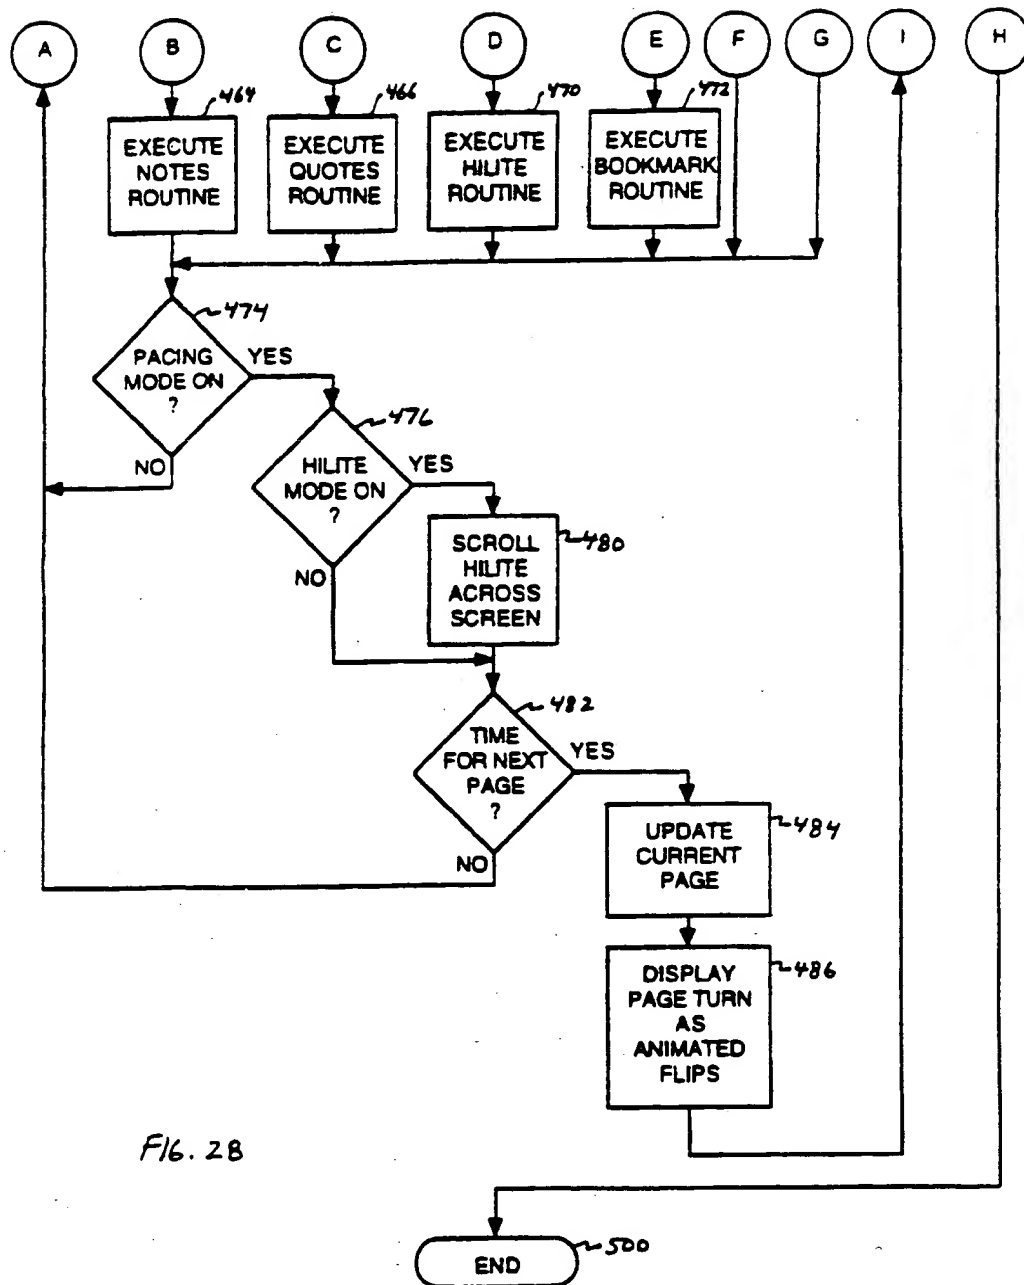 A
B
C
D
E
F
G
I
H
464
466
470
472
EXECUTE
NOTES
ROUTINE
EXECUTE
QUOTES
ROUTINE
EXECUTE
HILITE
ROUTINE
EXECUTE
BOOKMARK
ROUTINE
474
PACING
MODE ON
?
YES
NO
476
HILITE
MODE ON
?
YES
NO
480
SCROLL
HILITE
ACROSS
SCREEN
482
TIME
FOR NEXT
PAGE
?
YES
NO
484
UPDATE
CURRENT
PAGE
486
DISPLAY
PAGE TURN
AS
ANIMATED
FLIPS
FIG. 2B
500
END